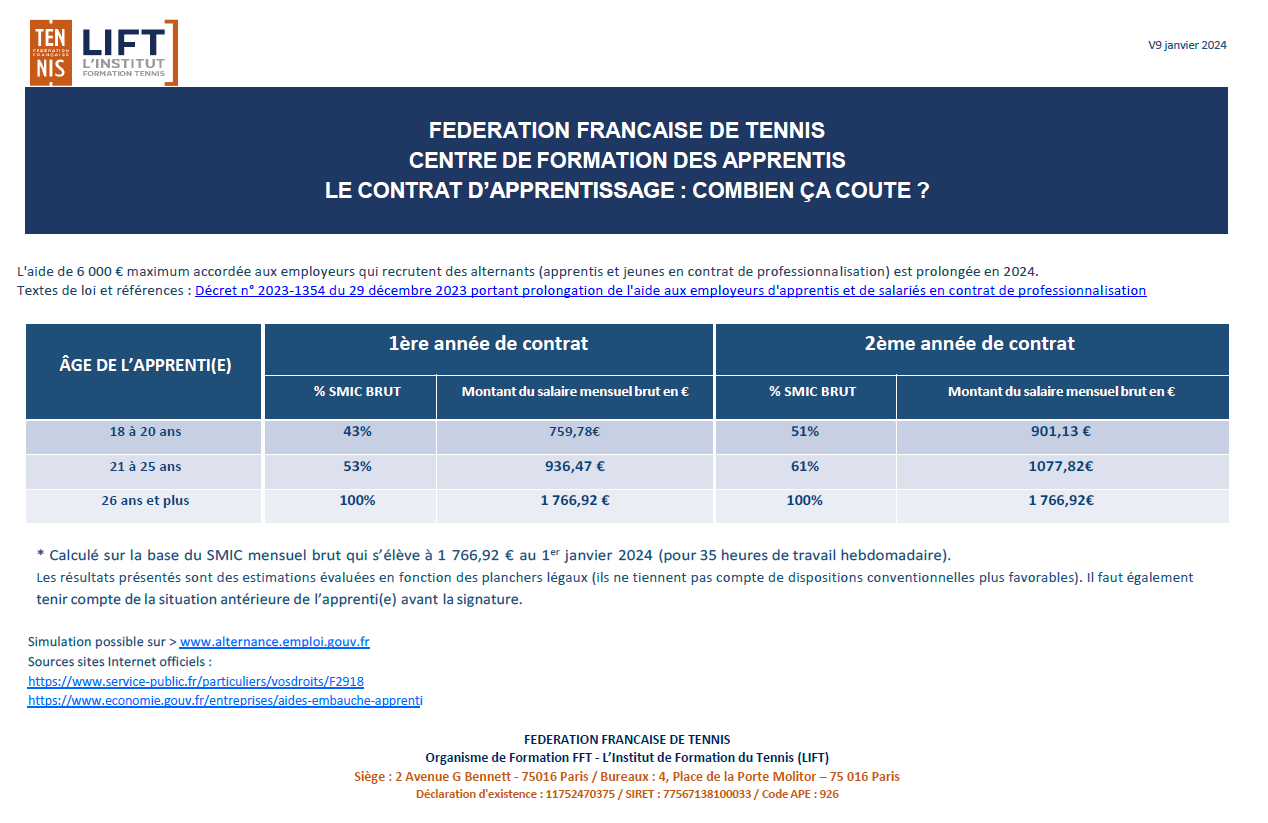 TEN
FEDERATION
FRANÇAISE
NIS
LIFT
L'INSTITUT
FORMATION TENNIS
V9 janvier 2024
FEDERATION FRANCAISE DE TENNIS
CENTRE DE FORMATION DES APPRENTIS
LE CONTRAT D'APPRENTISSAGE : COMBIEN ÇA COUTE ?
L'aide de 6 000 € maximum accordée aux employeurs qui recrutent des alternants (apprentis et jeunes en contrat de professionnalisation) est prolongée en 2024.
Textes de loi et références : Décret n° 2023-1354 du 29 décembre 2023 portant prolongation de l'aide aux employeurs d'apprentis et de salariés en contrat de professionnalisation
ÂGE DE L'APPRENTI(E) 1ère année de contrat 2ème année de contrat
% SMIC BRUT Montant du salaire mensuel brut en € % SMIC BRUT Montant du salaire mensuel brut en €
18 à 20 ans 43% 759,78€ 51% 901,13 €
21 à 25 ans 53% 936,47 € 61% 1077,82€
26 ans et plus 100% 1 766,92 € 100% 1 766,92€
* Calculé sur la base du SMIC mensuel brut qui s'élève à 1 766,92 € au 1er janvier 2024 (pour 35 heures de travail hebdomadaire).
Les résultats présentés sont des estimations évaluées en fonction des planchers légaux (ils ne tiennent pas compte de dispositions conventionnelles plus favorables). Il faut également
tenir compte de la situation antérieure de l'apprenti(e) avant la signature.
Simulation possible sur > www.alternance.emploi.gouv.fr
Sources sites Internet officiels :
https://www.service-public.fr/particuliers/vosdroits/F2918
https://www.economie.gouv.fr/entreprises/aides-embauche-apprenti
FEDERATION FRANCAISE DE TENNIS
Organisme de Formation FFT - L'Institut de Formation du Tennis (LIFT)
Siège : 2 Avenue G Bennett - 75016 Paris / Bureaux : 4, Place de la Porte Molitor – 75 016 Paris
Déclaration d'existence : 11752470375 / SIRET : 77567138100033 / Code APE : 926